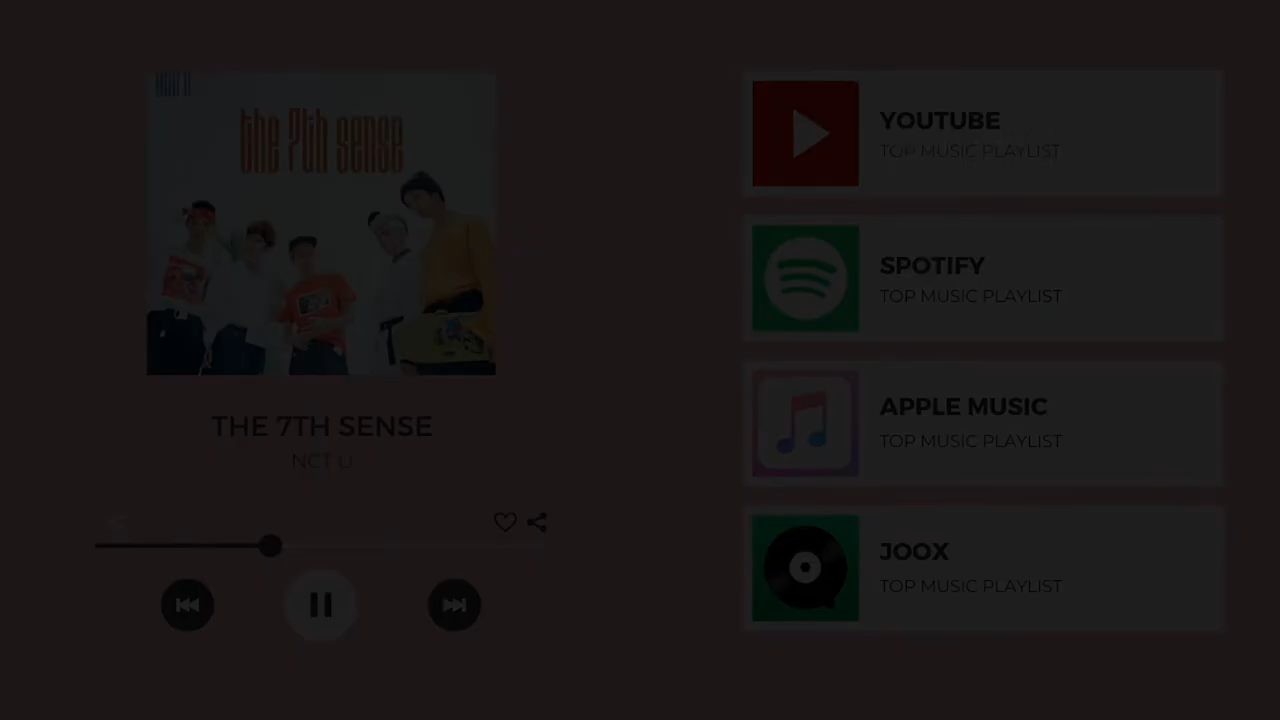 the 7th sense
THE 7TH SENSE
NCT U
YOUTUBE
TOP MUSIC PLAYLIST
SPOTIFY
TOP MUSIC PLAYLIST
APPLE MUSIC
TOP MUSIC PLAYLIST
JOOX
TOP MUSIC PLAYLIST